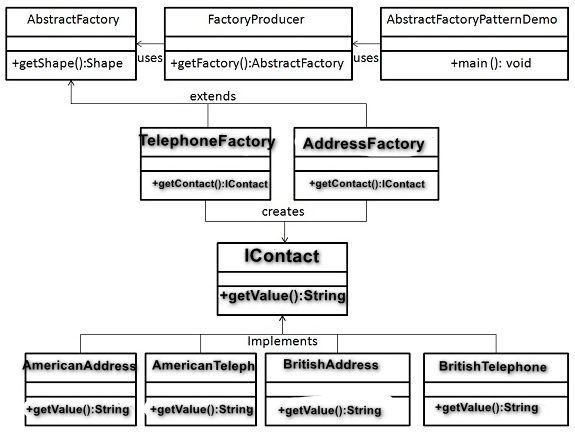 AbstractFactory
+getShape():Shape
uses
FactoryProducer
+getFactory():AbstractFactory
uses
AbstractFactoryPatternDemo
+main(): void
extends
TelephoneFactory
+getContact():IContact
AddressFactory
+getContact():IContact
creates
IContact
+getValue():String
Implements
AmericanAddress
+getValue():String
AmericanTeleph
+getValue():String
BritishAddress
+getValue():String
BritishTelephone
+getValue():String